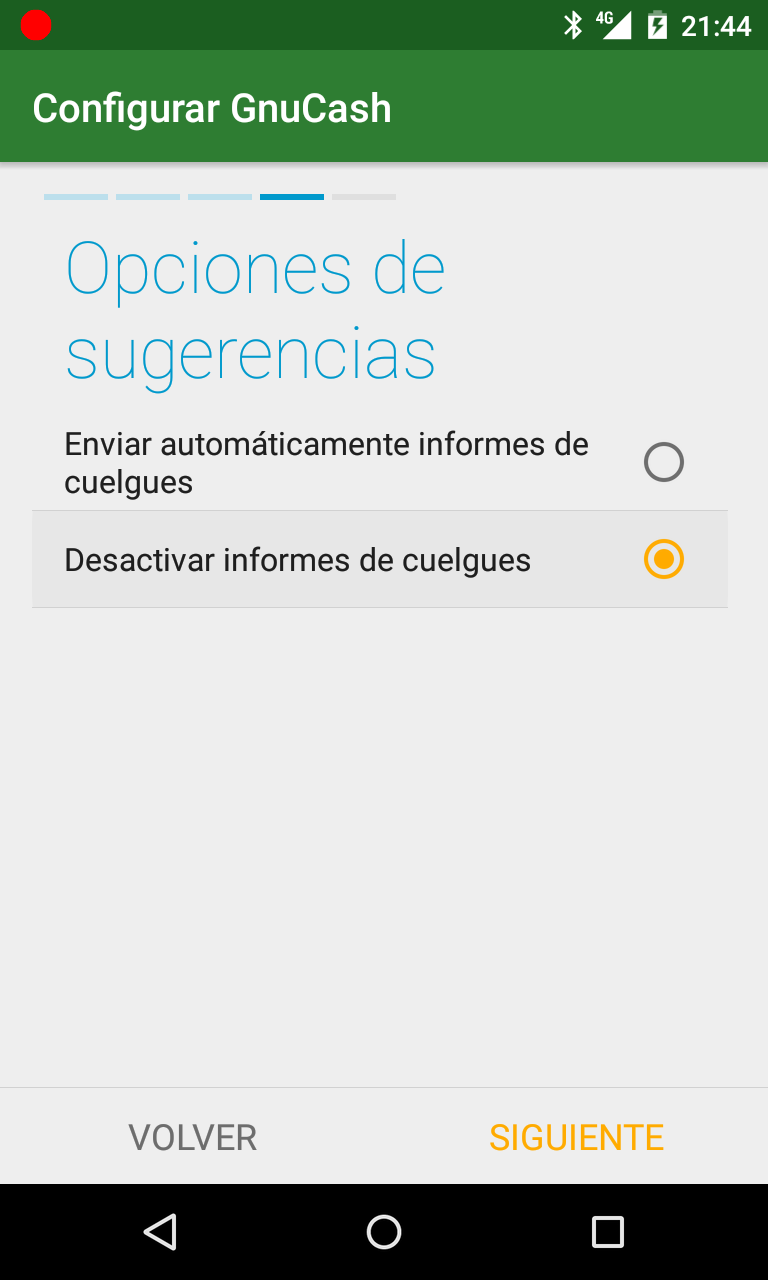 4G 21:44
Configurar GnuCash
Opciones de
sugerencias
Enviar automáticamente informes de
cuelgues
Desactivar informes de cuelgues
VOLVER SIGUIENTE